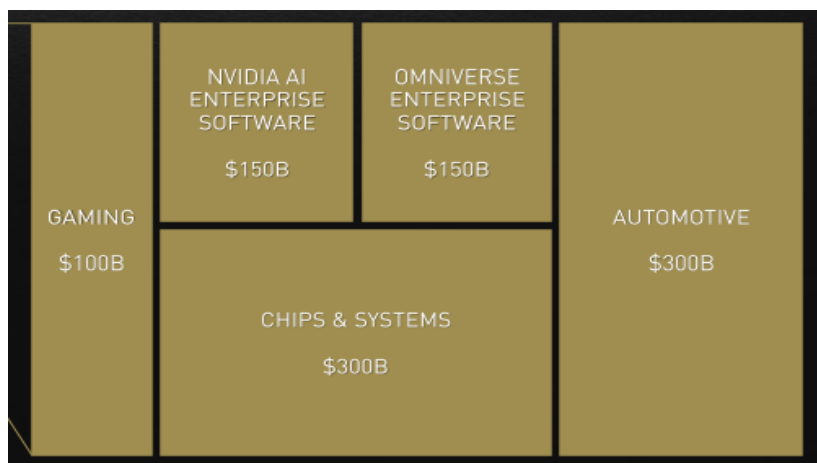 GAMING
$100B
NVIDIA AI
ENTERPRISE
SOFTWARE
$150B
OMNIVERSE
ENTERPRISE
SOFTWARE
$150B
CHIPS & SYSTEMS
$300B
AUTOMOTIVE
$300B